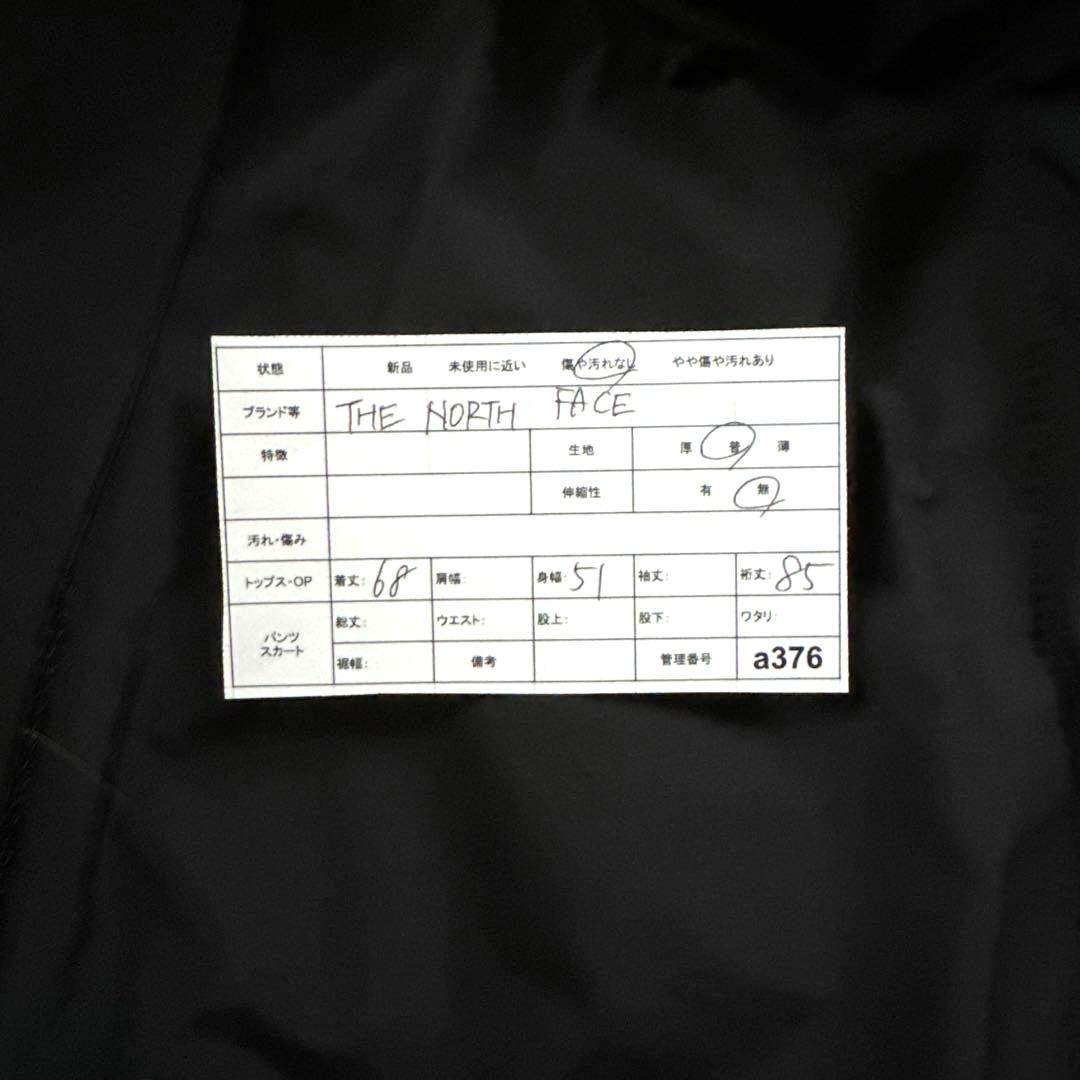 状態 新品 未使用に近い 傷や汚れなし やや傷や汚れあり
ブランド等 THE NORTH FACE
特徴 生地 厚 普 薄
伸縮性 有 無
汚れ・傷み
トップス・OP 着丈: 68 肩幅: 身幅: 51 袖丈: 裄丈: 85
パンツ スカート 総丈: ウエスト: 股上: 股下: ワタリ:
裾幅: 備考 管理番号 a376